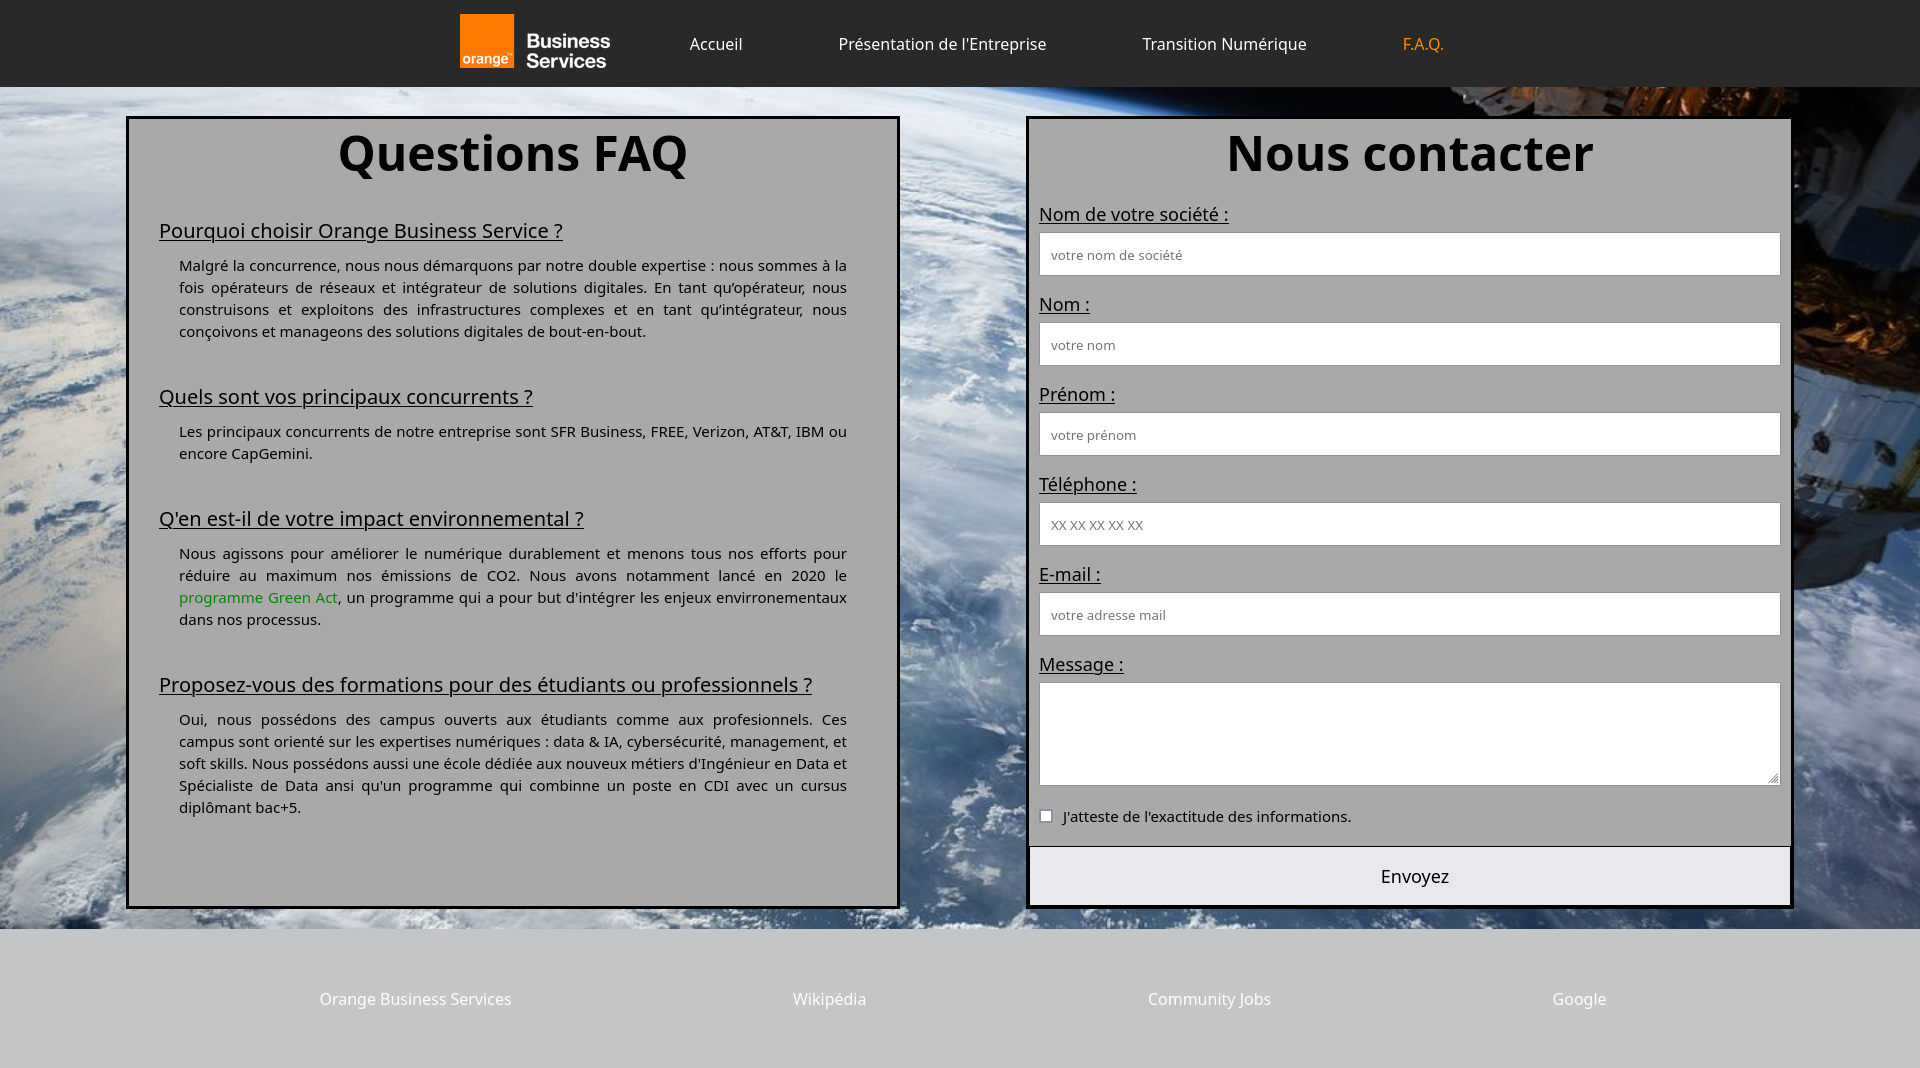 orange™
Business
Services
Accueil
Présentation de l'Entreprise
Transition Numérique
F.A.Q.
Questions FAQ
Pourquoi choisir Orange Business Service ?
Malgré la concurrence, nous nous démarquons par notre double expertise : nous sommes à la
fois opérateurs de réseaux et intégrateur de solutions digitales. En tant qu’opérateur, nous
construisons et exploitons des infrastructures complexes et en tant qu’intégrateur, nous
conçoivons et manageons des solutions digitales de bout-en-bout.
Quels sont vos principaux concurrents ?
Les principaux concurrents de notre entreprise sont SFR Business, FREE, Verizon, AT&T, IBM ou
encore CapGemini.
Q'en est-il de votre impact environnemental ?
Nous agissons pour améliorer le numérique durablement et menons tous nos efforts pour
réduire au maximum nos émissions de CO2. Nous avons notamment lancé en 2020 le
programme Green Act, un programme qui a pour but d'intégrer les enjeux envirronementaux
dans nos processus.
Proposez-vous des formations pour des étudiants ou professionnels ?
Oui, nous possédons des campus ouverts aux étudiants comme aux profesionnels. Ces
campus sont orienté sur les expertises numériques : data & IA, cybersécurité, management, et
soft skills. Nous possédons aussi une école dédiée aux nouveux métiers d'Ingénieur en Data et
Spécialiste de Data ansi qu'un programme qui combinne un poste en CDI avec un cursus
diplômant bac+5.
Nous contacter
Nom de votre société :
votre nom de société
Nom :
votre nom
Prénom :
votre prénom
Téléphone :
XX XX XX XX XX
E-mail :
votre adresse mail
Message :
J'atteste de l'exactitude des informations.
Envoyez
Orange Business Services
Wikipédia
Community Jobs
Google